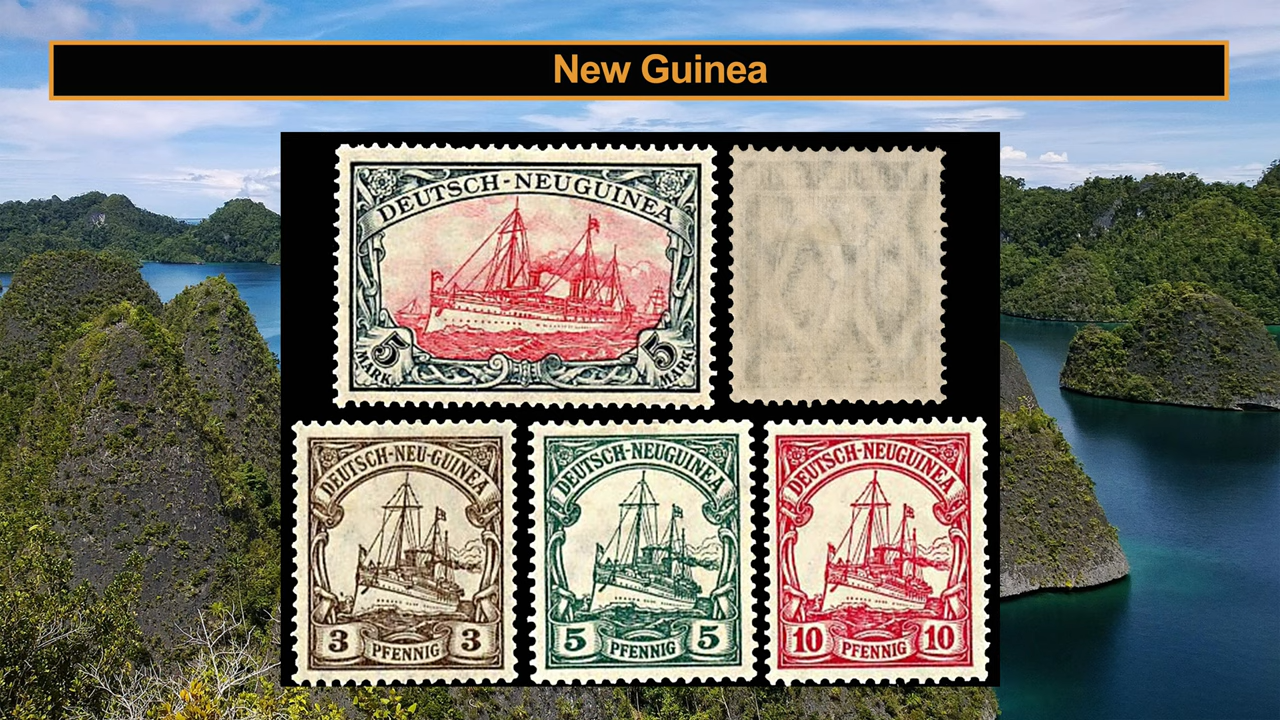 New Guinea
DEUTSCH-NEUGUINEA
5 MARK
5 MARK
DEUTSCH-NEU-GUINEA
3 PFENNIG 3
DEUTSCH-NEUGUINEA
5 PFENNIG 5
DEUTSCH-NEUGUINEA
10 PFENNIG 10